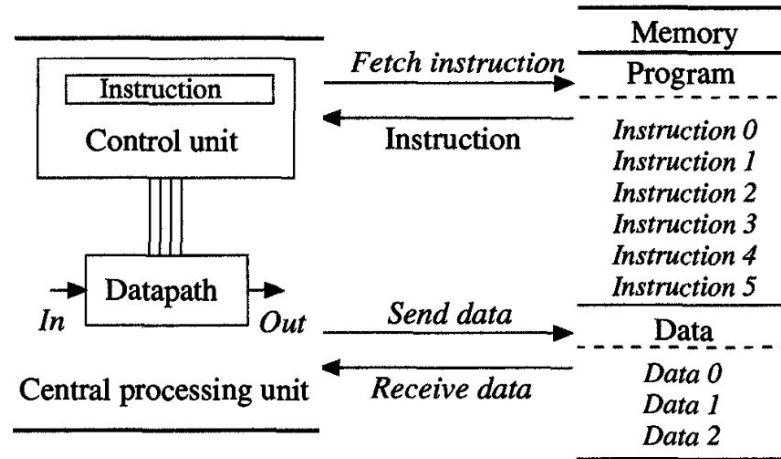 Memory
Fetch instruction
Program
Instruction
Control unit
Instruction
Instruction 0
Instruction 1
Instruction 2
Instruction 3
Instruction 4
Instruction 5
Datapath
In
Out
Send data
Data
Central processing unit
Receive data
Data 0
Data 1
Data 2